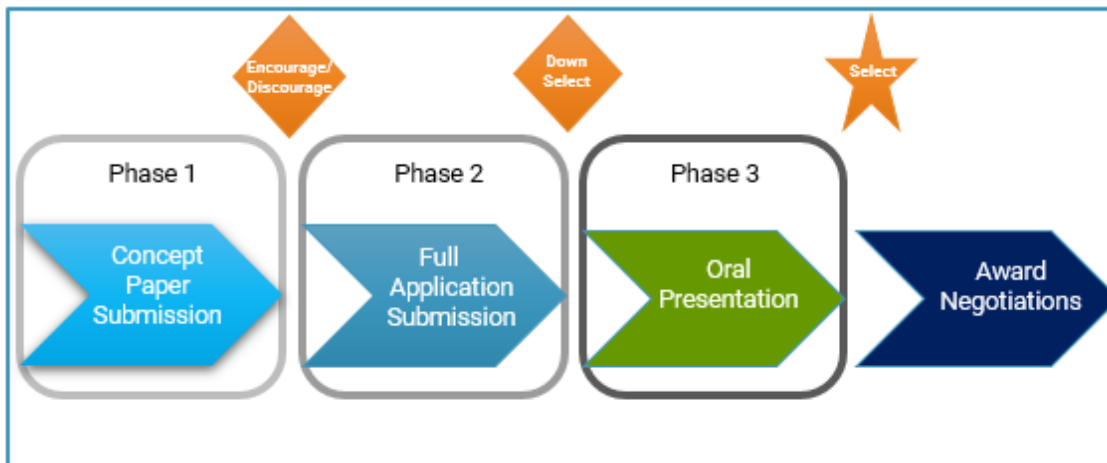 Encourage/
Discourage
Down
Select
Select
Phase 1
Phase 2
Phase 3
Concept
Paper
Submission
Full
Application
Submission
Oral
Presentation
Award
Negotiations